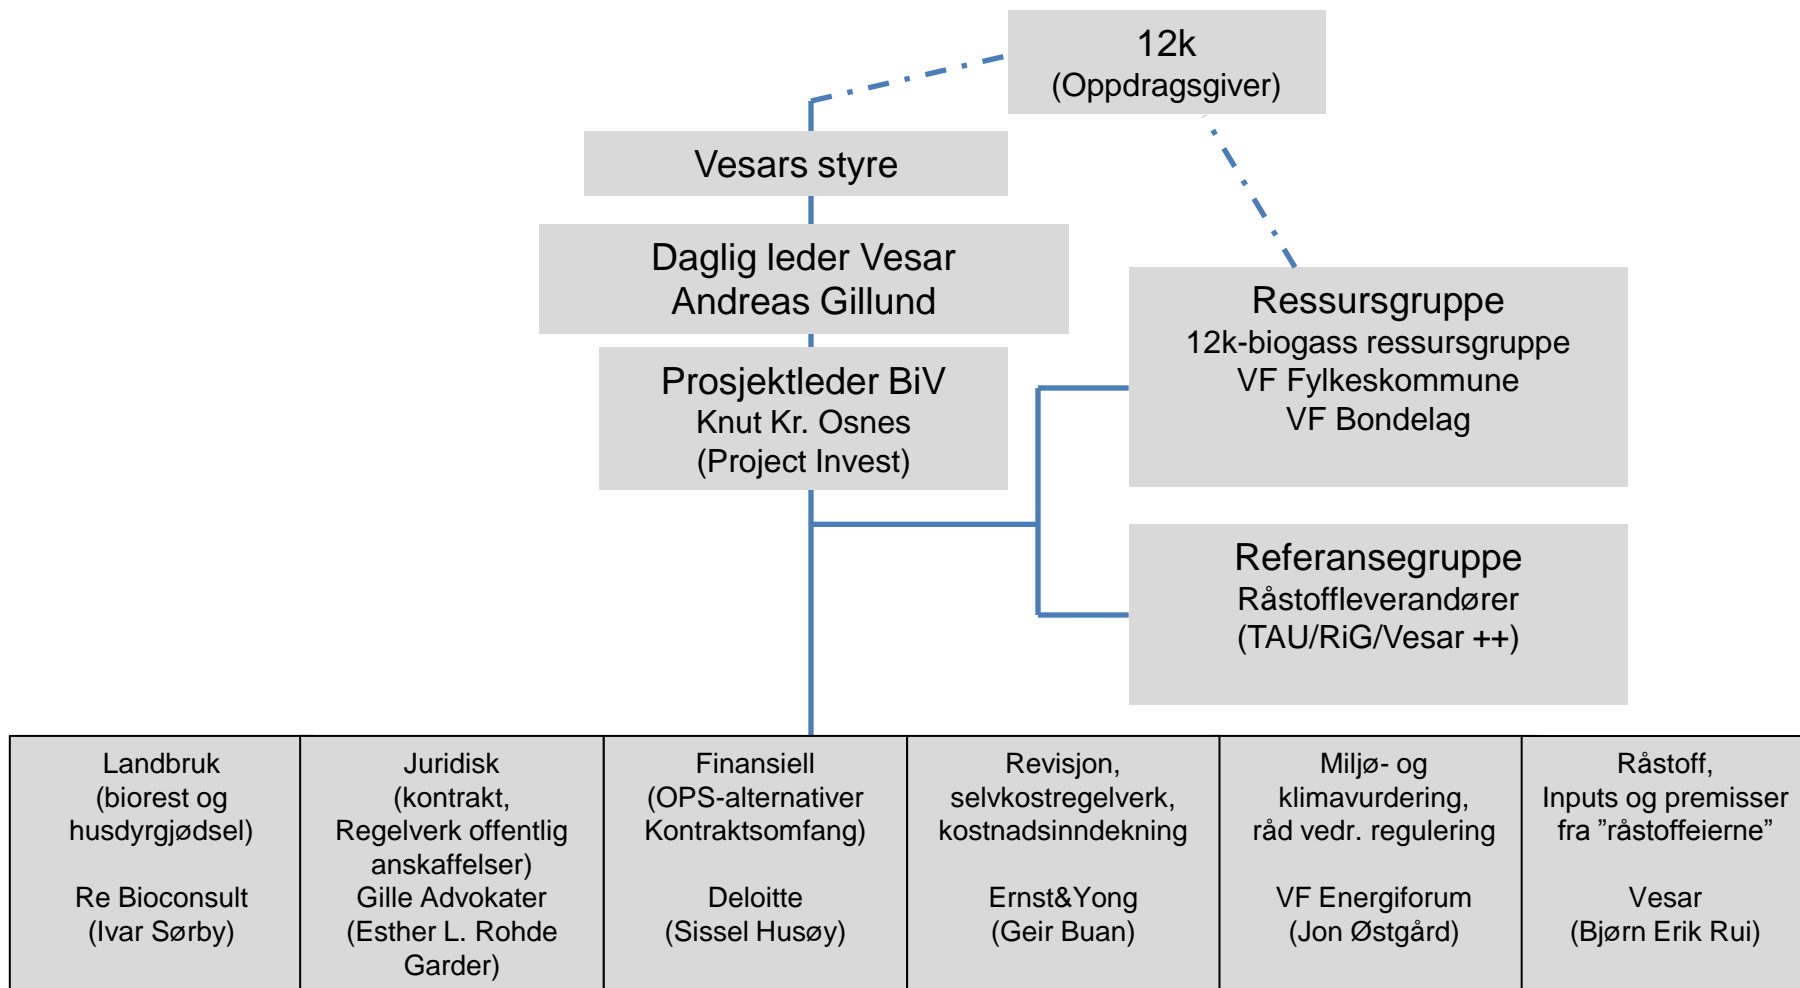 12k
(Oppdragsgiver)
Vesars styre
Daglig leder Vesar
Andreas Gillund
Prosjektleder BiV
Knut Kr. Osnes
(Project Invest)
Ressursgruppe
12k-biogass ressursgruppe
VF Fylkeskommune
VF Bondelag
Referansegruppe
Råstoffleverandører
(TAU/RiG/Vesar ++)
Landbruk
(biorest og
husdyrgjødsel)
Re Bioconsult
(Ivar Sørby)
Juridisk
(kontrakt,
Regelverk offentlig
anskaffelser)
Gille Advokater
(Esther L. Rohde
Garder)
Finansiell
(OPS-alternativer
Kontraktsomfang)
Deloitte
(Sissel Husøy)
Revisjon,
selvkostregelverk,
kostnadsinndekning
Ernst&Yong
(Geir Buan)
Miljø- og
klimavurdering,
råd vedr. regulering
VF Energiforum
(Jon Østgård)
Råstoff,
Inputs og premisser
fra ”råstoffeierne”
Vesar
(Bjørn Erik Rui)